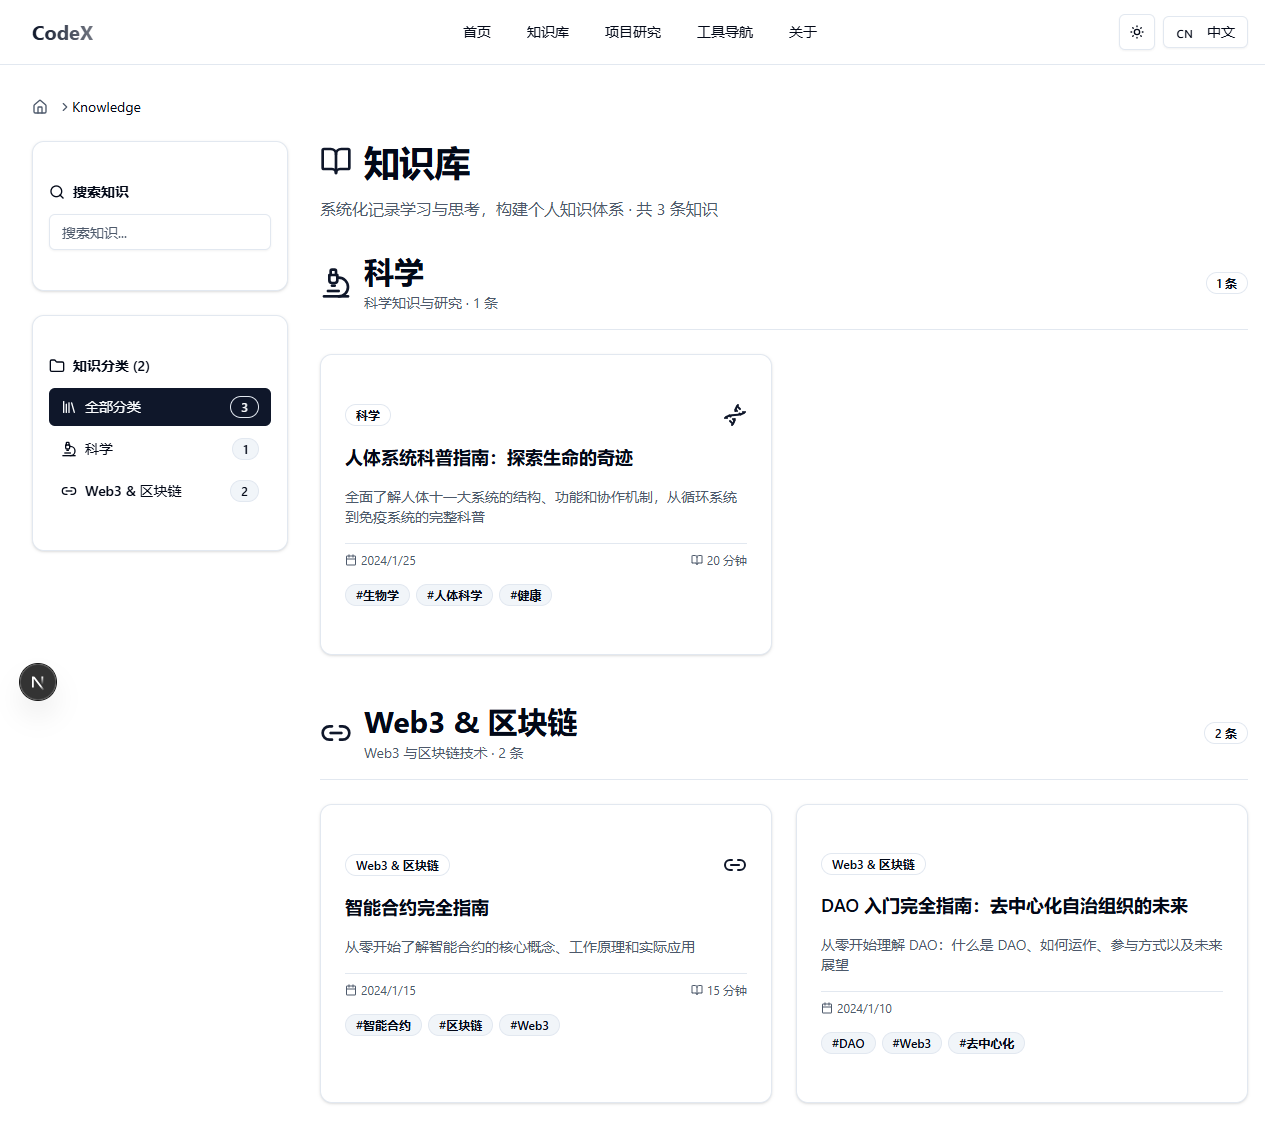 CodeX
首页
知识库
项目研究
工具导航
关于
CN 中文
Knowledge
搜索知识
搜索知识...
知识分类 (2)
全部分类 3
科学 1
Web3 & 区块链 2
知识库
系统化记录学习与思考，构建个人知识体系 · 共 3 条知识
科学
科学知识与研究 · 1 条
1 条
科学
人体系统科普指南：探索生命的奇迹
全面了解人体十一大系统的结构、功能和协作机制，从循环系统
到免疫系统的完整科普
2024/1/25
20 分钟
#生物学 #人体科学 #健康
N
Web3 & 区块链
Web3 与区块链技术 · 2 条
2 条
Web3 & 区块链
智能合约完全指南
从零开始了解智能合约的核心概念、工作原理和实际应用
2024/1/15
15 分钟
#智能合约 #区块链 #Web3
Web3 & 区块链
DAO 入门完全指南：去中心化自治组织的未来
从零开始理解 DAO：什么是 DAO、如何运作、参与方式以及未来
展望
2024/1/10
#DAO #Web3 #去中心化